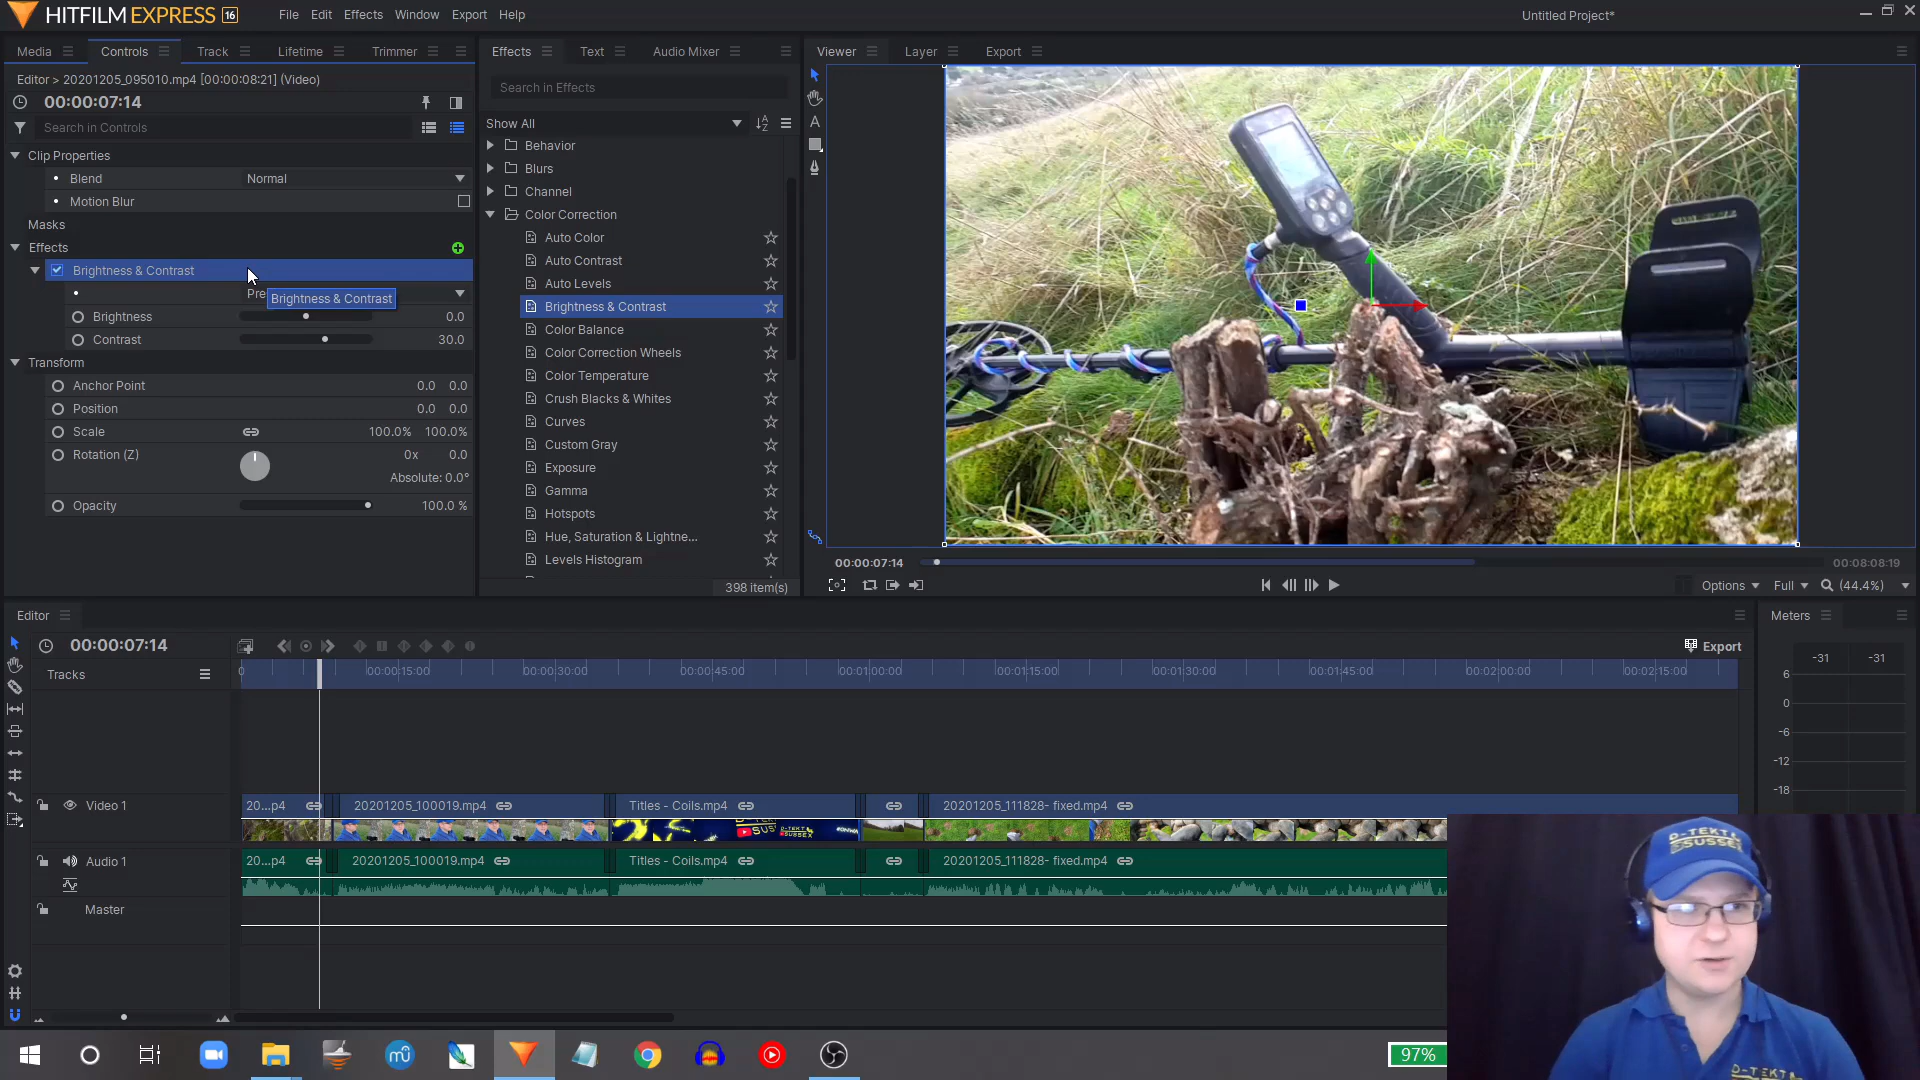 HITFILM EXPRESS 16
File Edit Effects Window Export Help
Untitled Project*
Media Controls Track Lifetime Trimmer
Editor > 20201205_095010.mp4 [00:00:08:21] (Video)
00:00:07:14
Search in Controls
Clip Properties
Blend Normal
Motion Blur
Masks
Effects
Brightness & Contrast
Pre
Brightness & Contrast
Brightness 0.0
Contrast 30.0
Transform
Anchor Point 0.0 0.0
Position 0.0 0.0
Scale 100.0% 100.0%
Rotation (Z) 0x 0.0
Absolute: 0.0°
Opacity 100.0 %
Effects Text Audio Mixer
Search in Effects
Show All
Behavior
Blurs
Channel
Color Correction
Auto Color
Auto Contrast
Auto Levels
Brightness & Contrast
Color Balance
Color Correction Wheels
Color Temperature
Crush Blacks & Whites
Curves
Custom Gray
Exposure
Gamma
Hotspots
Hue, Saturation & Lightne...
Levels Histogram
398 item(s)
Viewer Layer Export
00:00:07:14
00:08:08:19
Options Full (44.4%)
Editor
00:00:07:14
Export
Tracks
0 00:00:15:00 00:00:30:00 00:00:45:00 00:01:00:00 00:01:15:00 00:01:30:00 00:01:45:00 00:02:00:00 00:02:15:00
Video 1
20...p4 20201205_100019.mp4 Titles - Coils.mp4 20201205_111828- fixed.mp4
Audio 1
20...p4 20201205_100019.mp4 Titles - Coils.mp4 20201205_111828- fixed.mp4
Master
Meters
-31 -31
6
0
-6
-12
-18
D-TEKT
SUSSEX
D-TEKT
97%